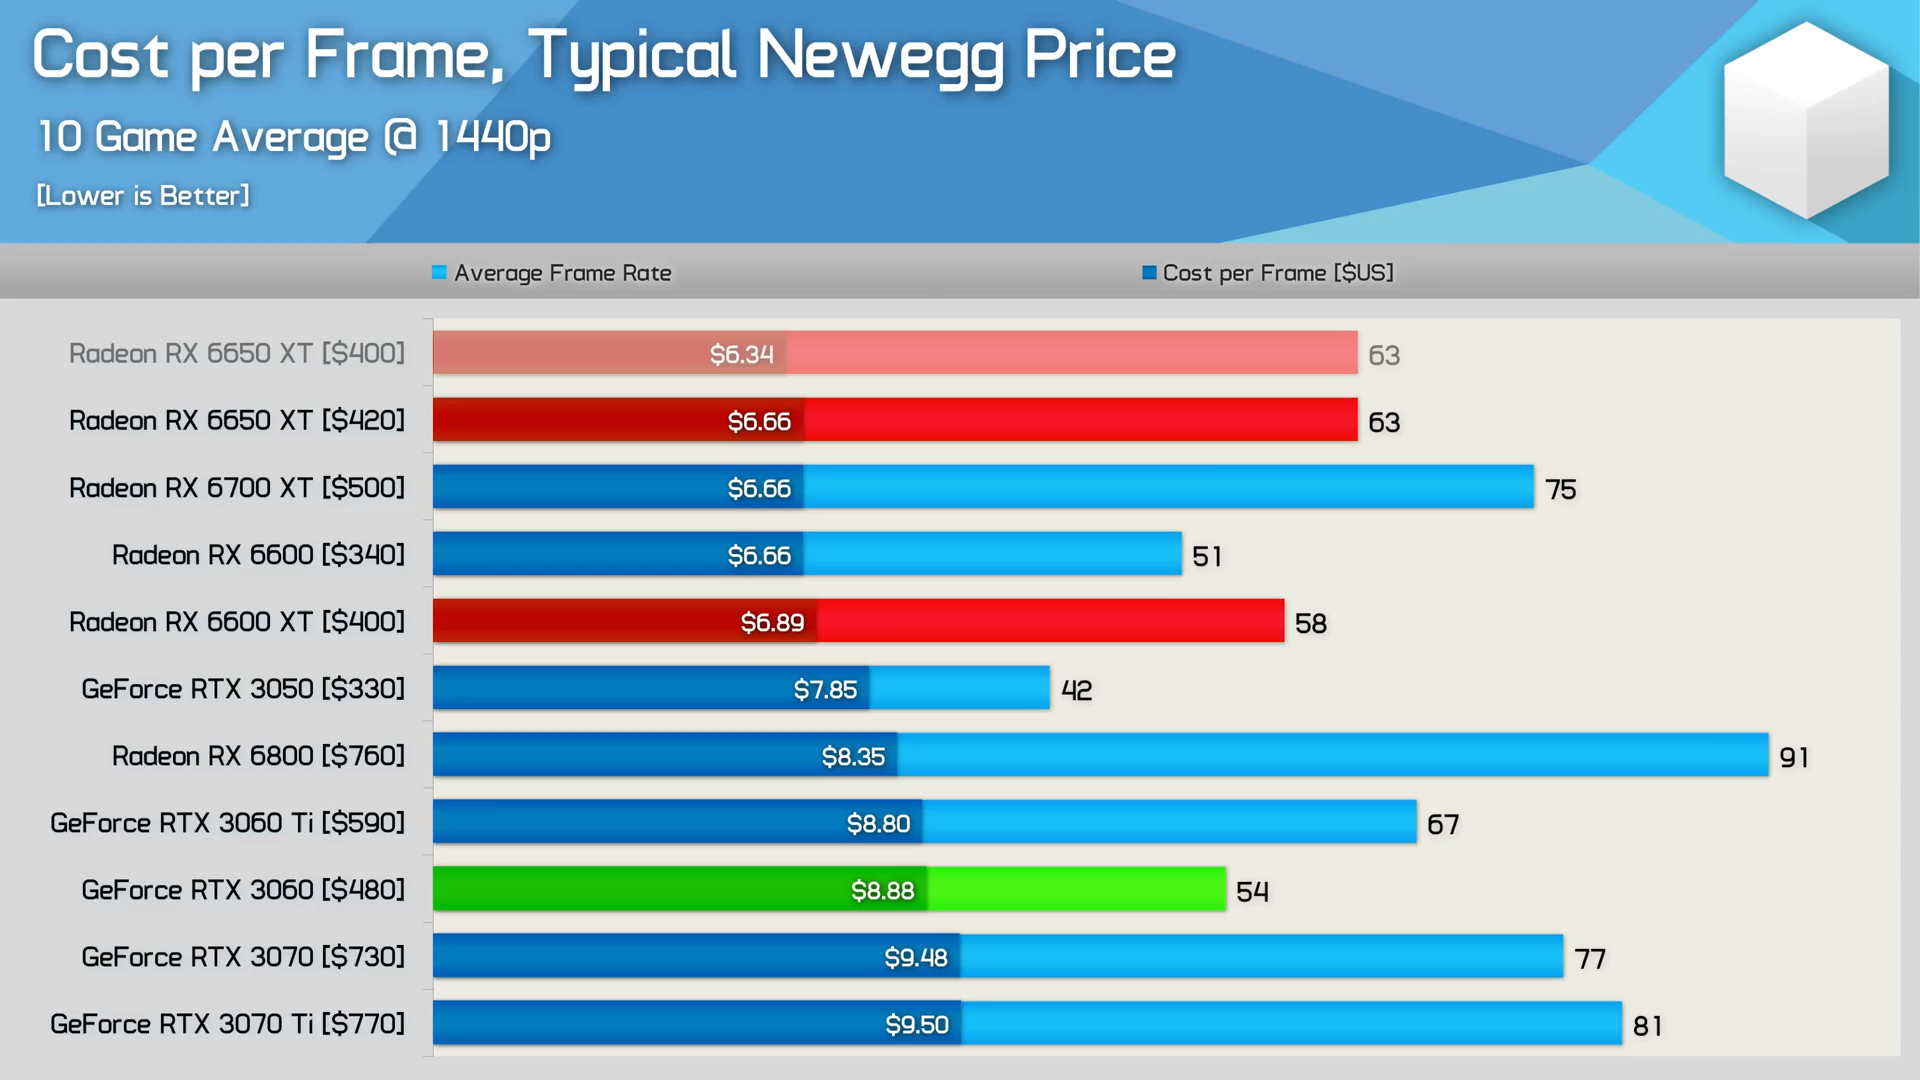 Cost per Frame, Typical Newegg Price
10 Game Average @ 1440p
[Lower is Better]
Average Frame Rate Cost per Frame [$US]
Radeon RX 6650 XT [$400] $6.34 63
Radeon RX 6650 XT [$420] $6.66 63
Radeon RX 6700 XT [$500] $6.66 75
Radeon RX 6600 [$340] $6.66 51
Radeon RX 6600 XT [$400] $6.89 58
GeForce RTX 3050 [$330] $7.85 42
Radeon RX 6800 [$760] $8.35 91
GeForce RTX 3060 Ti [$590] $8.80 67
GeForce RTX 3060 [$480] $8.88 54
GeForce RTX 3070 [$730] $9.48 77
GeForce RTX 3070 Ti [$770] $9.50 81